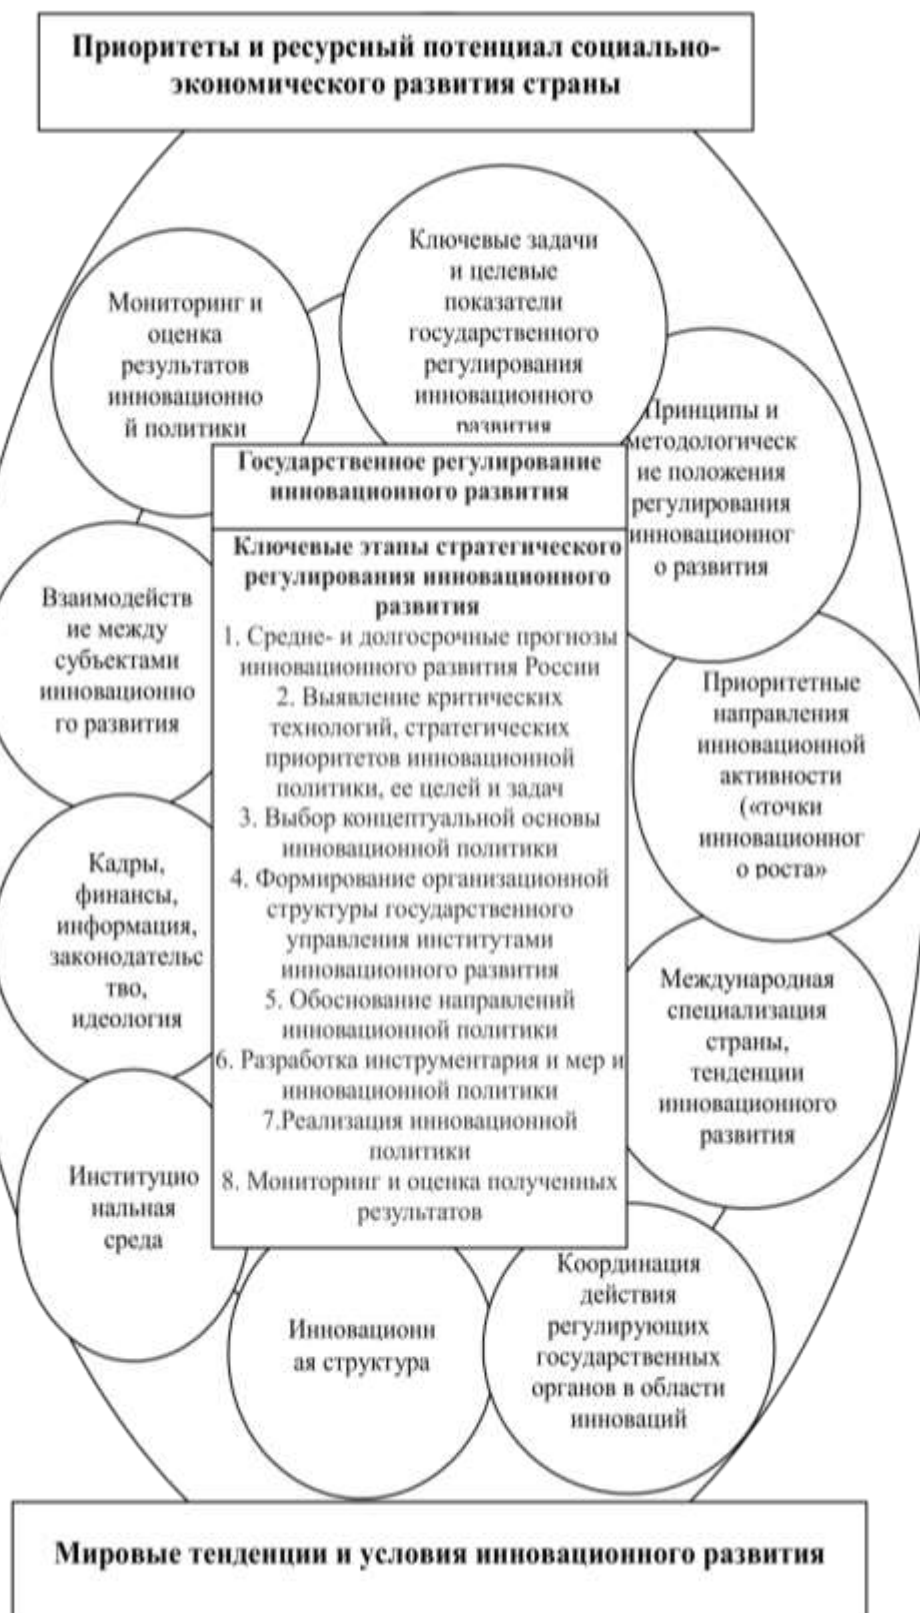 Приоритеты и ресурсный потенциал социально-
экономического развития страны
Ключевые задачи
и целевые
показатели
государственного
регулирования
инновационного
развития
Мониторинг и
оценка
результатов
инновационно
й политики
Принципы и
методологическ
ие положения
регулирования
инновационног
о развития
Государственное регулирование
инновационного развития
Ключевые этапы стратегического
регулирования инновационного
развития
1. Средне- и долгосрочные прогнозы
инновационного развития России
2. Выявление критических
технологий, стратегических
приоритетов инновационной
политики, ее целей и задач
3. Выбор концептуальной основы
инновационной политики
4. Формирование организационной
структуры государственного
управления институтами
инновационного развития
5. Обоснование направлений
инновационной политики
6. Разработка инструментария и мер и
инновационной политики
7.Реализация инновационной
политики
8. Мониторинг и оценка полученных
результатов
Взаимодейств
ие между
субъектами
инновационно
го развития
Приоритетные
направления
инновационной
активности
(«точки
инновационног
о роста»
Кадры,
финансы,
информация,
законодательс
тво,
идеология
Международная
специализация
страны,
тенденции
инновационного
развития
Институцио
нальная
среда
Инновационн
ая структура
Координация
действия
регулирующих
государственных
органов в области
инноваций
Мировые тенденции и условия инновационного развития